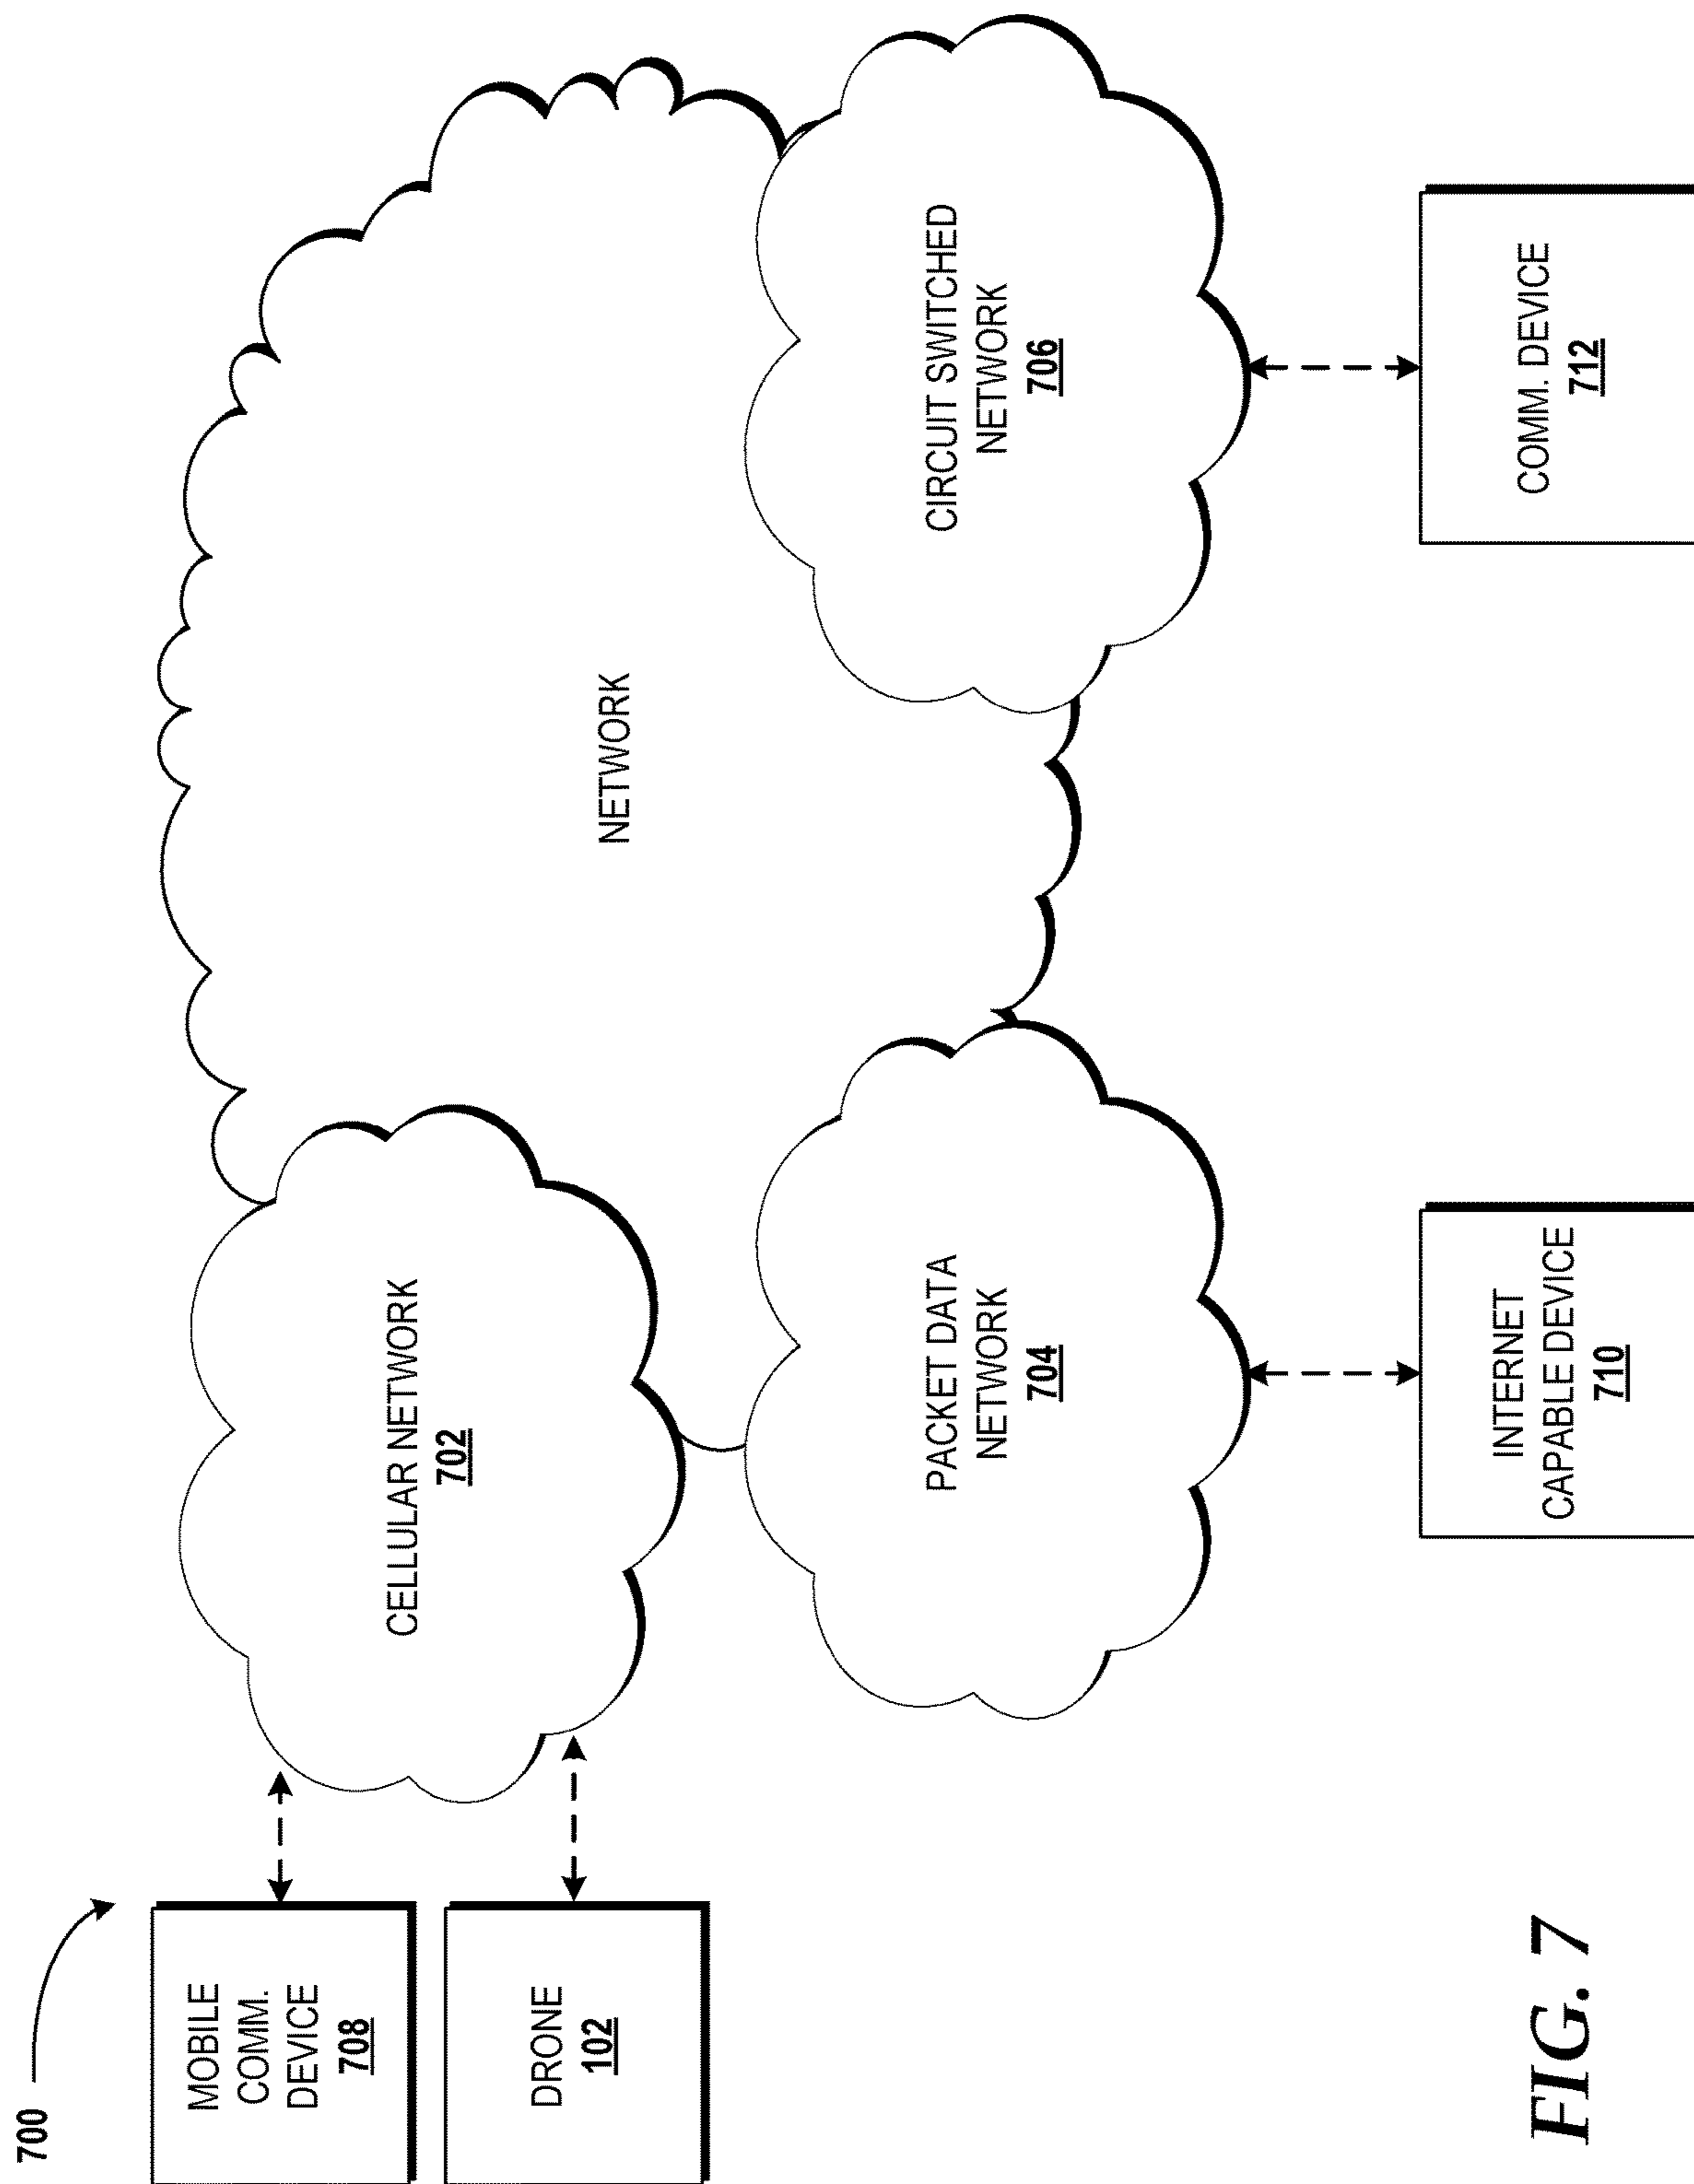 700
MOBILE
COMM.
DEVICE
708
DRONE
102
CELLULAR NETWORK
702
NETWORK
PACKET DATA
NETWORK
704
CIRCUIT SWITCHED
NETWORK
706
INTERNET
CAPABLE DEVICE
710
COMM. DEVICE
712
FIG. 7